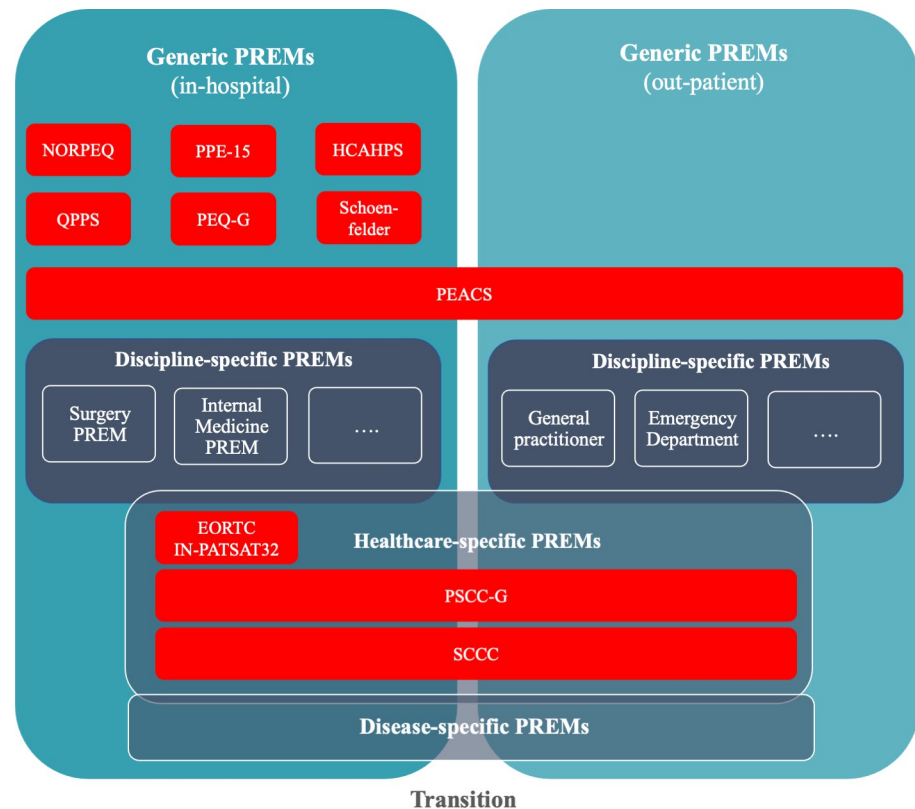 Generic PREMs
(in-hospital)
Generic PREMs
(out-patient)
NORPEQ
PPE-15
HCAHPS
QPPS
PEQ-G
Schoen-
felder
PEACS
Discipline-specific PREMs
Surgery
PREM
Internal
Medicine
PREM
....
Discipline-specific PREMs
General
practitioner
Emergency
Department
....
EORTC
IN-PATSAT32
Healthcare-specific PREMs
PSCC-G
SCCC
Disease-specific PREMs
Transition